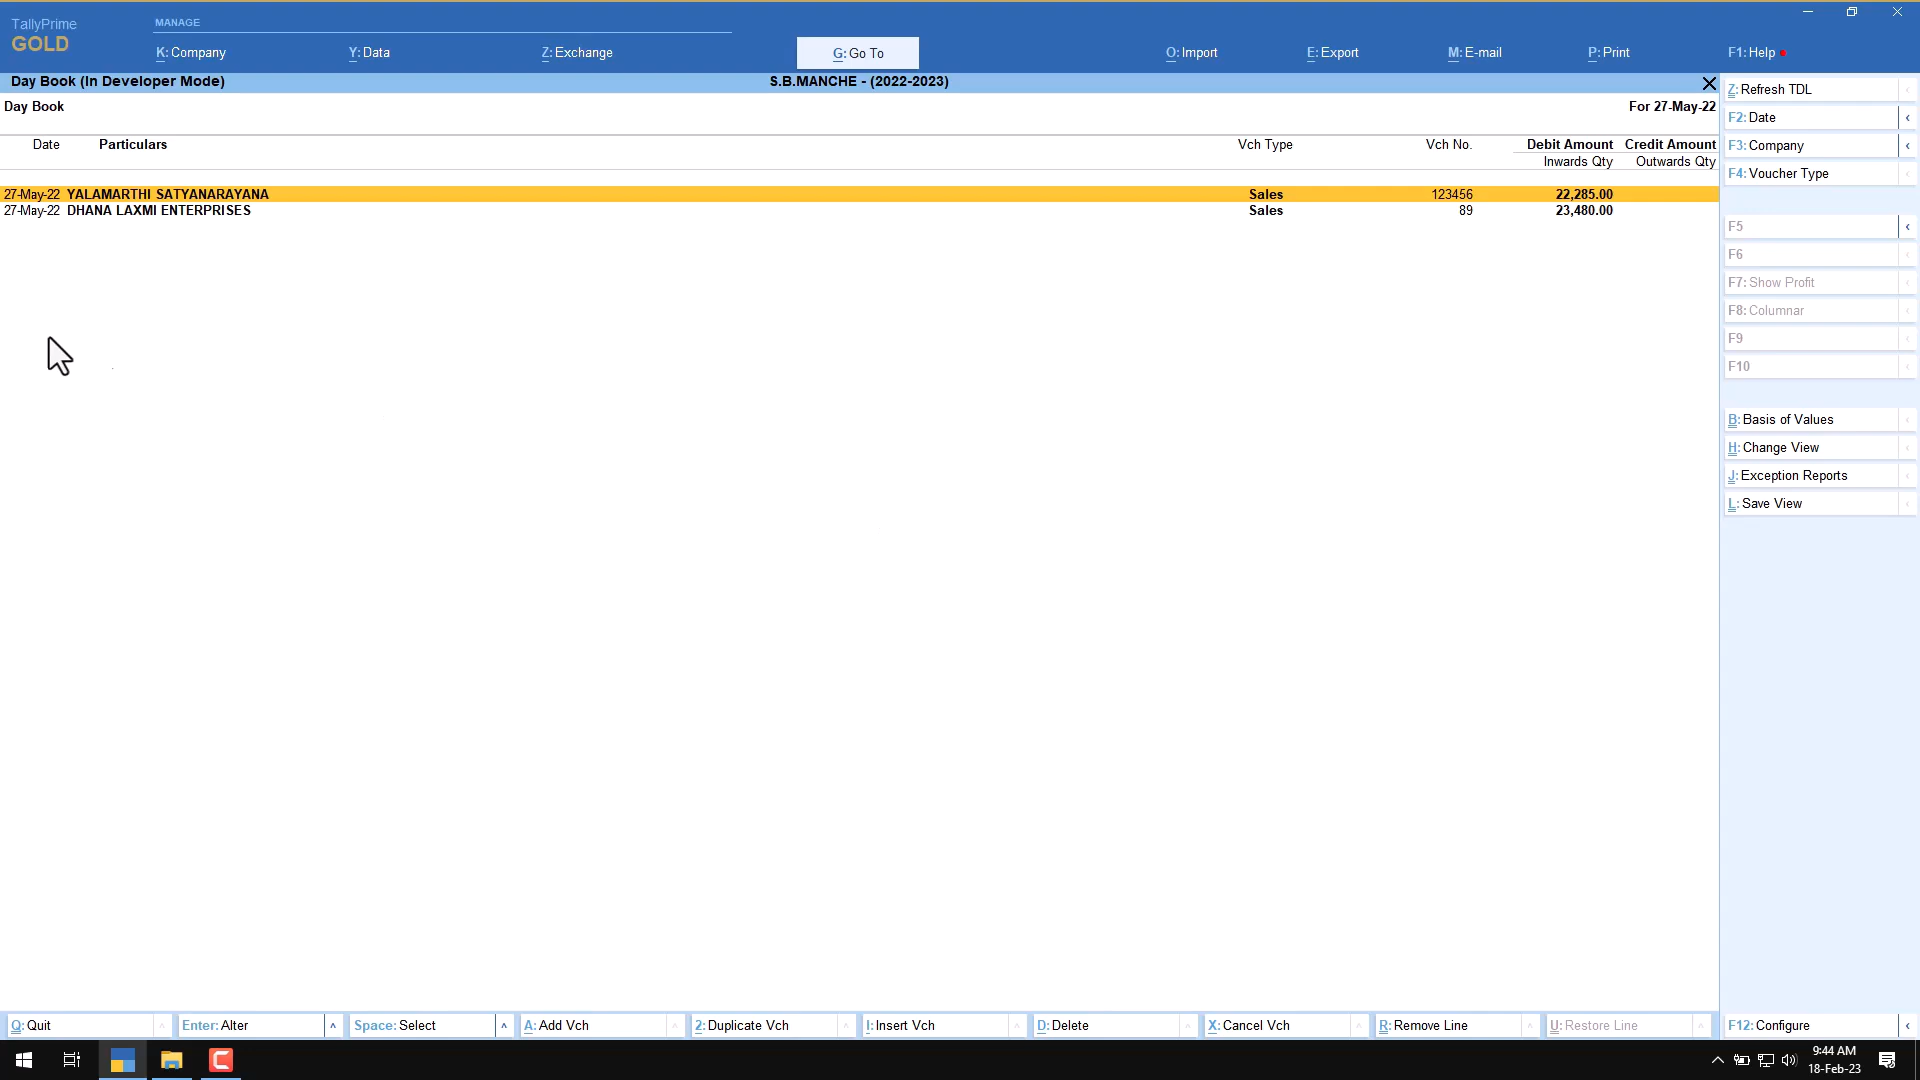 TallyPrime
GOLD
MANAGE
K: Company
Y: Data
Z: Exchange
G: Go To
O: Import
E: Export
M: E-mail
P: Print
F1: Help
Day Book (In Developer Mode)
S.B.MANCHE - (2022-2023)
Day Book
For 27-May-22
Date Particulars Vch Type Vch No. Debit Amount Credit Amount
Inwards Qty Outwards Qty
27-May-22 YALAMARTHI SATYANARAYANA Sales 123456 22,285.00
27-May-22 DHANA LAXMI ENTERPRISES Sales 89 23,480.00
Z: Refresh TDL
F2: Date
F3: Company
F4: Voucher Type
F5
F6
F7: Show Profit
F8: Columnar
F9
F10
B: Basis of Values
H: Change View
J: Exception Reports
L: Save View
Q: Quit
Enter: Alter
Space: Select
A: Add Vch
2: Duplicate Vch
I: Insert Vch
D: Delete
X: Cancel Vch
R: Remove Line
U: Restore Line
F12: Configure
9:44 AM
18-Feb-23